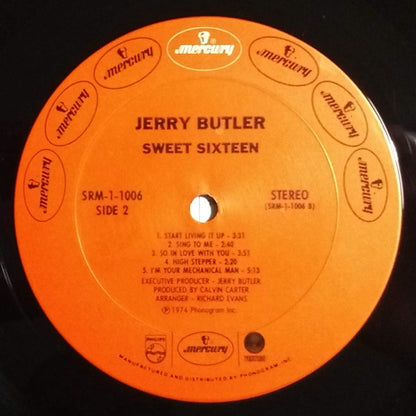 mercury
mercury
mercury
mercury
mercury
mercury
mercury
mercury
mercury
JERRY BUTLER
SWEET SIXTEEN
SRM-1-1006
SIDE 2
STEREO
(SRM-1-1006 B)
1. START LIVING IT UP - 3:31
2. SING TO ME - 2:40
3. SO IN LOVE WITH YOU - 3:51
4. HIGH STEPPER - 3:20
5. I'M YOUR MECHANICAL MAN - 5:13
EXECUTIVE PRODUCER - JERRY BUTLER
PRODUCED BY CALVIN CARTER
ARRANGER - RICHARD EVANS
℗ 1974 Phonogram Inc.
PHILIPS
mercury
MANUFACTURED AND DISTRIBUTED BY PHONOGRAM, INC.